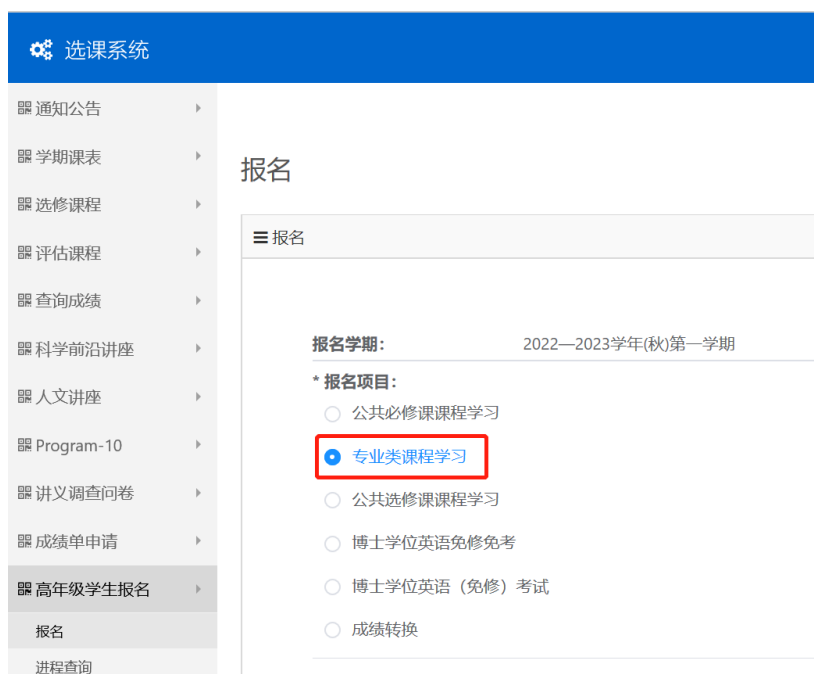 选课系统
通知公告
学期课表
选修课程
评估课程
查询成绩
科学前沿讲座
人文讲座
Program-10
讲义调查问卷
成绩单申请
高年级学生报名
报名
进程查询
报名
报名
报名学期： 2022—2023学年(秋)第一学期
* 报名项目：
公共必修课课程学习
专业类课程学习
公共选修课课程学习
博士学位英语免修免考
博士学位英语（免修）考试
成绩转换